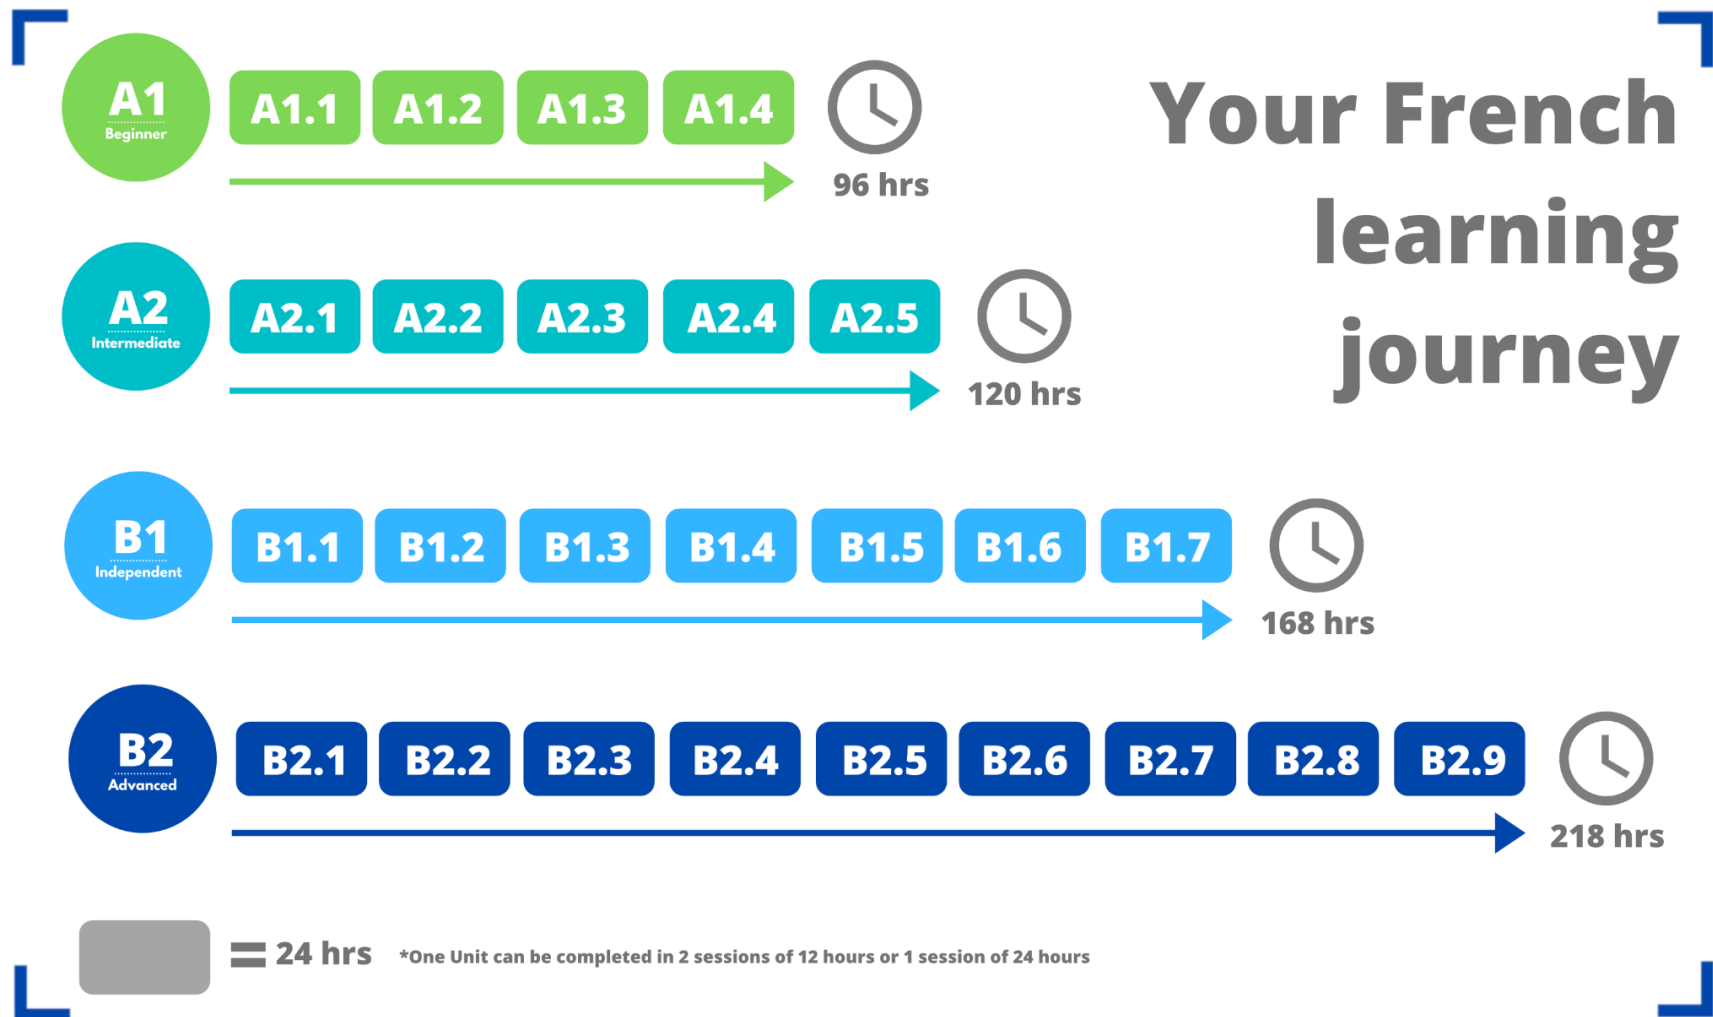 Your French
learning
journey
A1
Beginner
A1.1 A1.2 A1.3 A1.4
96 hrs
A2
Intermediate
A2.1 A2.2 A2.3 A2.4 A2.5
120 hrs
B1
Independent
B1.1 B1.2 B1.3 B1.4 B1.5 B1.6 B1.7
168 hrs
B2
Advanced
B2.1 B2.2 B2.3 B2.4 B2.5 B2.6 B2.7 B2.8 B2.9
218 hrs
= 24 hrs *One Unit can be completed in 2 sessions of 12 hours or 1 session of 24 hours